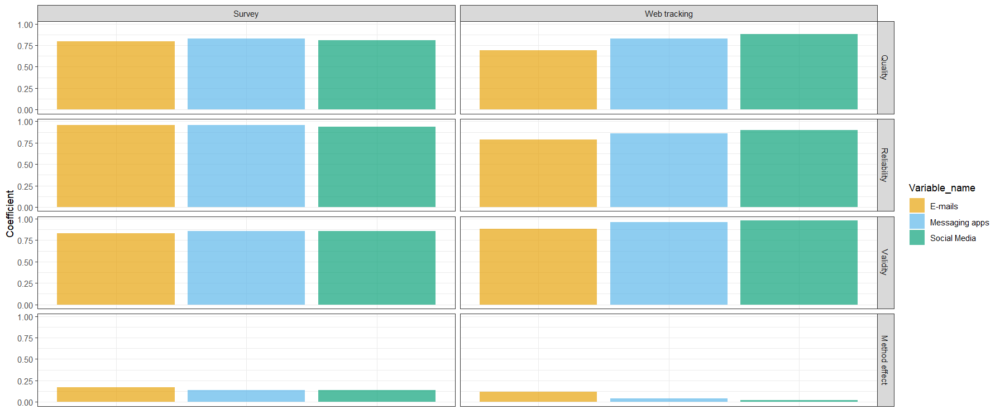 Survey
Web tracking
1.00
0.75
0.50
0.25
0.00
Quality
1.00
0.75
0.50
0.25
0.00
Reliability
1.00
0.75
0.50
0.25
0.00
Validity
1.00
0.75
0.50
0.25
0.00
Method effect
Coefficient
Variable_name
E-mails
Messaging apps
Social Media